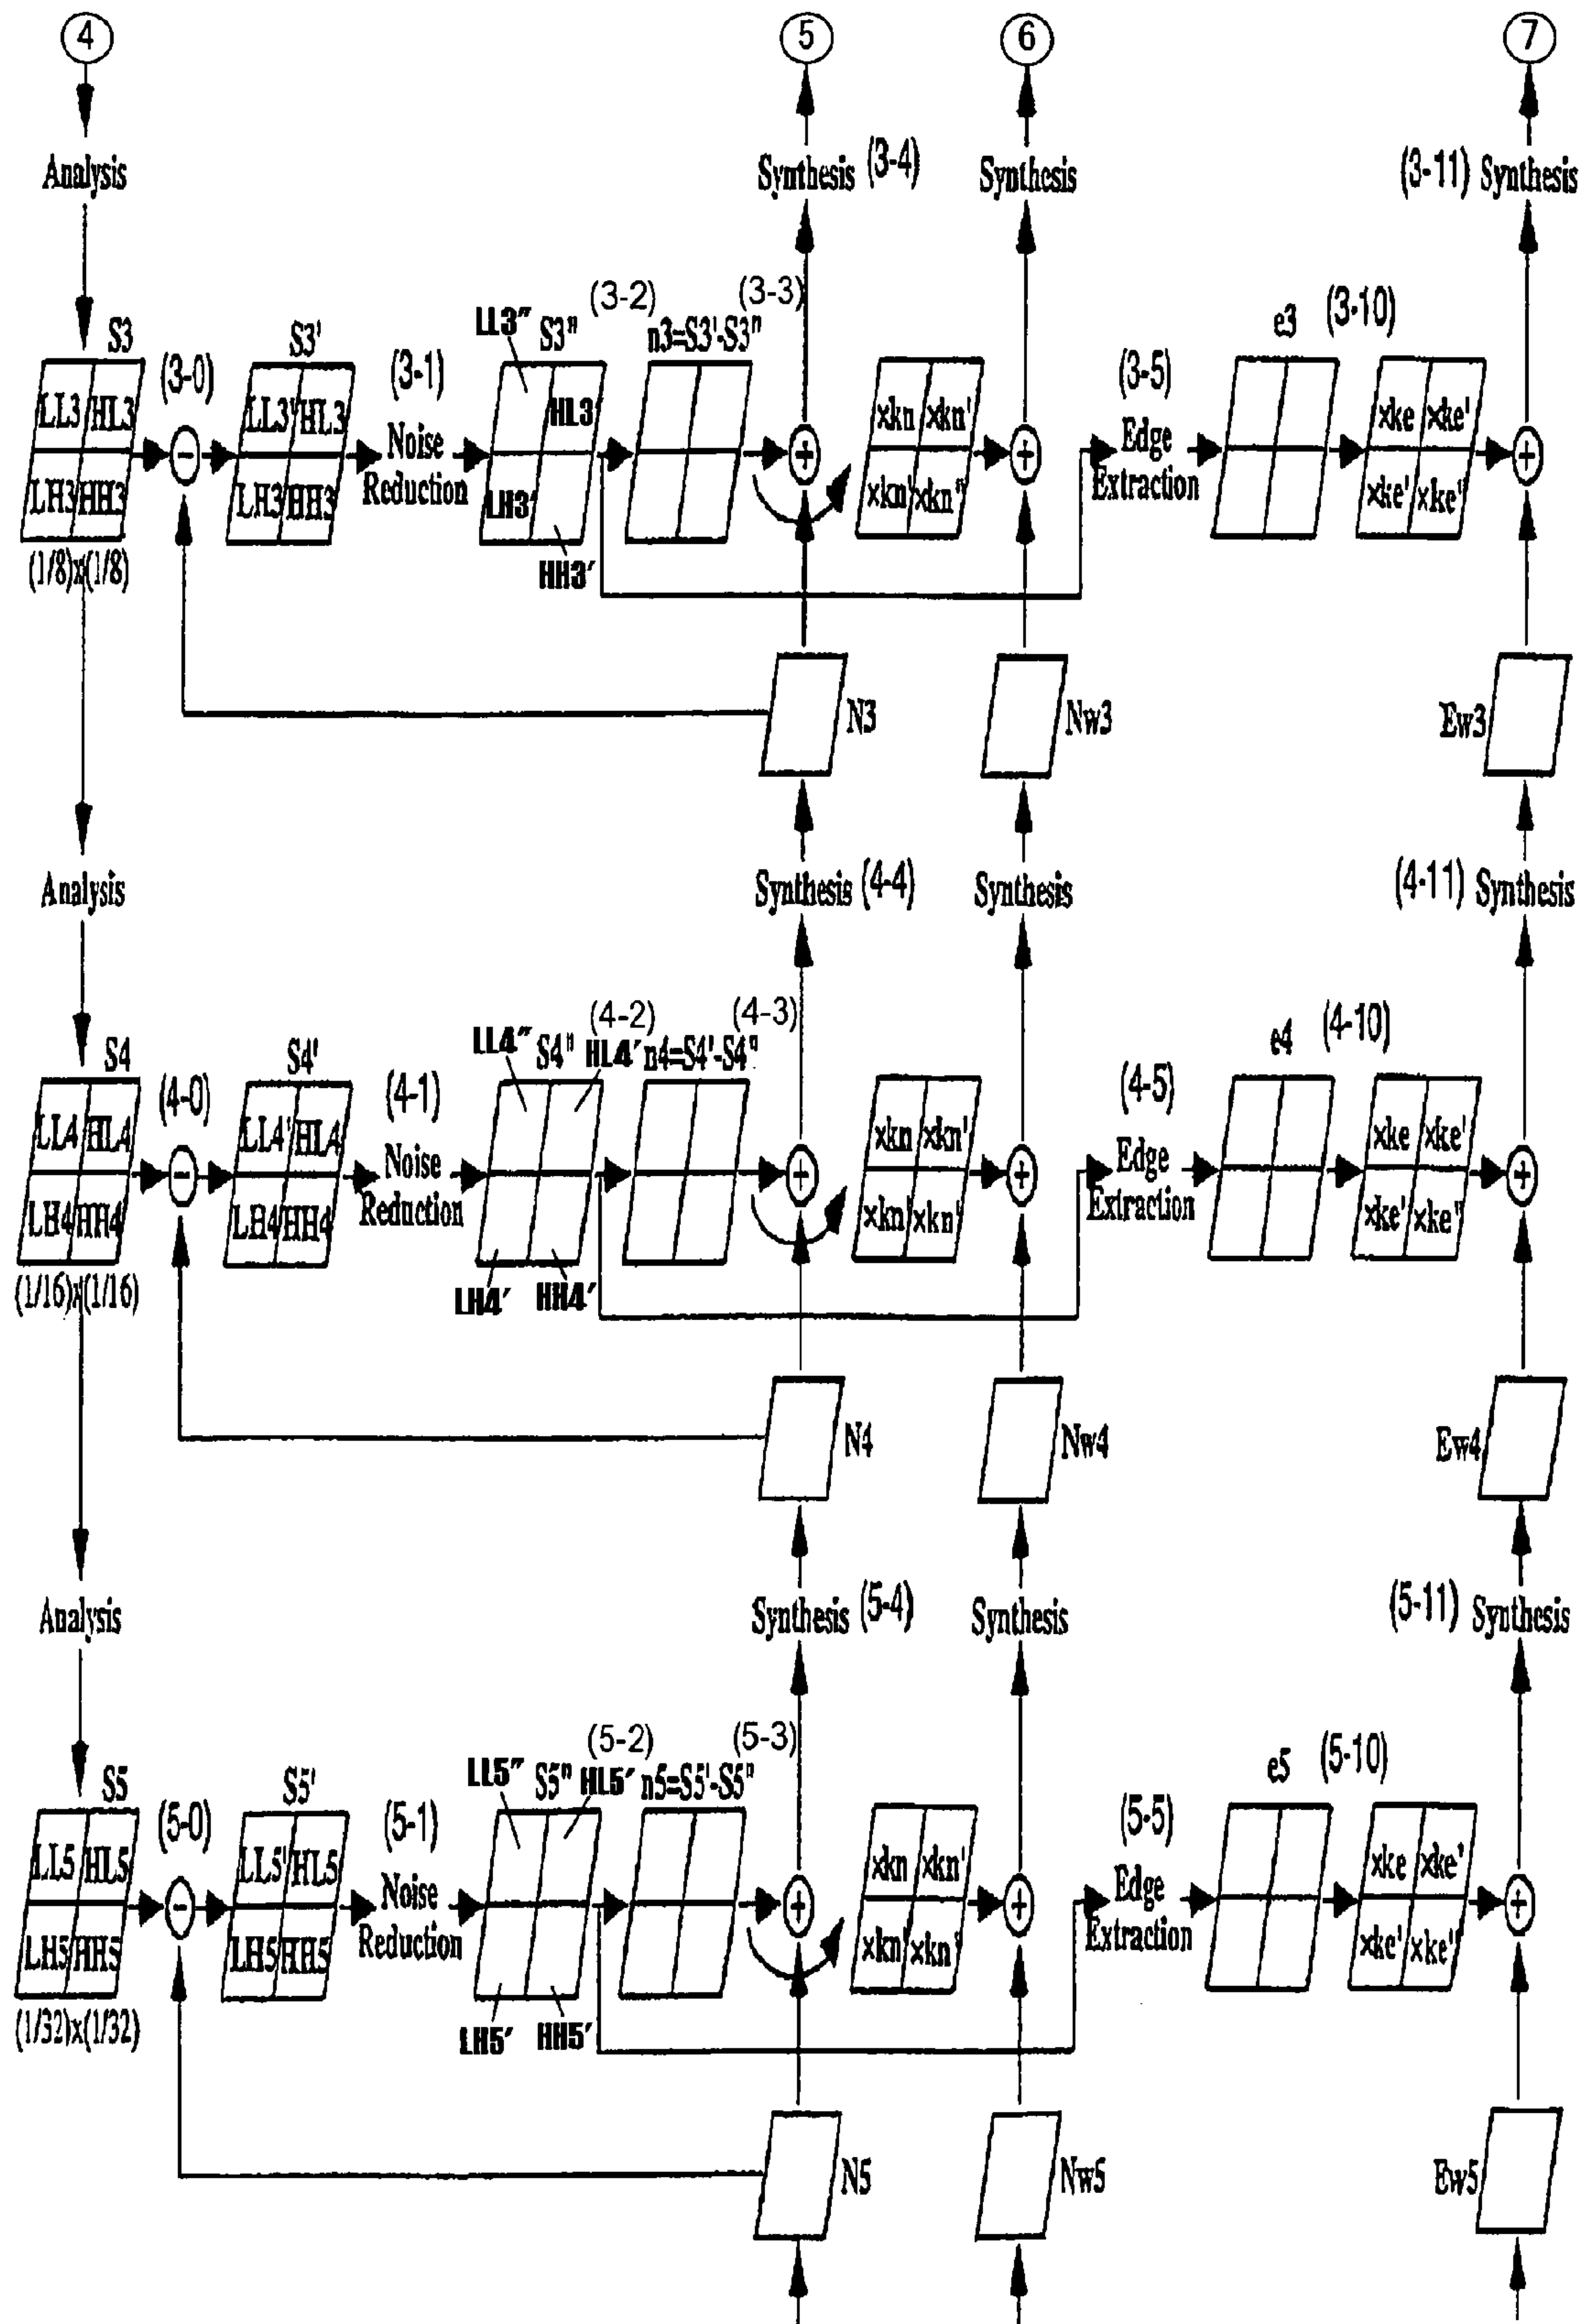 4 5 6 7
Analysis Synthesis (3-4) Synthesis (3-11) Synthesis
LL3" S3" (3-2) n3=S3'-S3" (3-3) e3 (3-10)
S3 (3-0) S3' (3-1) (3-5)
LL3 HL3 - LL3' HL3 Noise Reduction HL3' + xkn xkn' + Edge Extraction xke xke' +
LH3 HH3 LH3 HH3 LH3' xkn' xkn" xke' xke"
(1/8)x(1/8) HH3'
N3 Nw3 Ew3
Analysis Synthesis (4-4) Synthesis (4-11) Synthesis
LL4" S4" (4-2) HL4' n4=S4'-S4" (4-3) e4 (4-10)
S4 (4-0) S4' (4-1) (4-5)
LL4 HL4 - LL4' HL4 Noise Reduction + xkn xkn' + Edge Extraction xke xke' +
LH4 HH4 LH4 HH4 xkn' xkn' xke' xke"
(1/16)x(1/16) LH4' HH4'
N4 Nw4 Ew4
Analysis Synthesis (5-4) Synthesis (5-11) Synthesis
LL5" S5" (5-2) HL5' n5=S5'-S5" (5-3) e5 (5-10)
S5 (5-0) S5' (5-1) (5-5)
LL5 HL5 - LL5' HL5 Noise Reduction + xkn xkn' + Edge Extraction xke xke' +
LH5 HH5 LH5 HH5 xkn' xkn" xke' xke"
(1/32)x(1/32) LH5' HH5'
N5 Nw5 Ew5